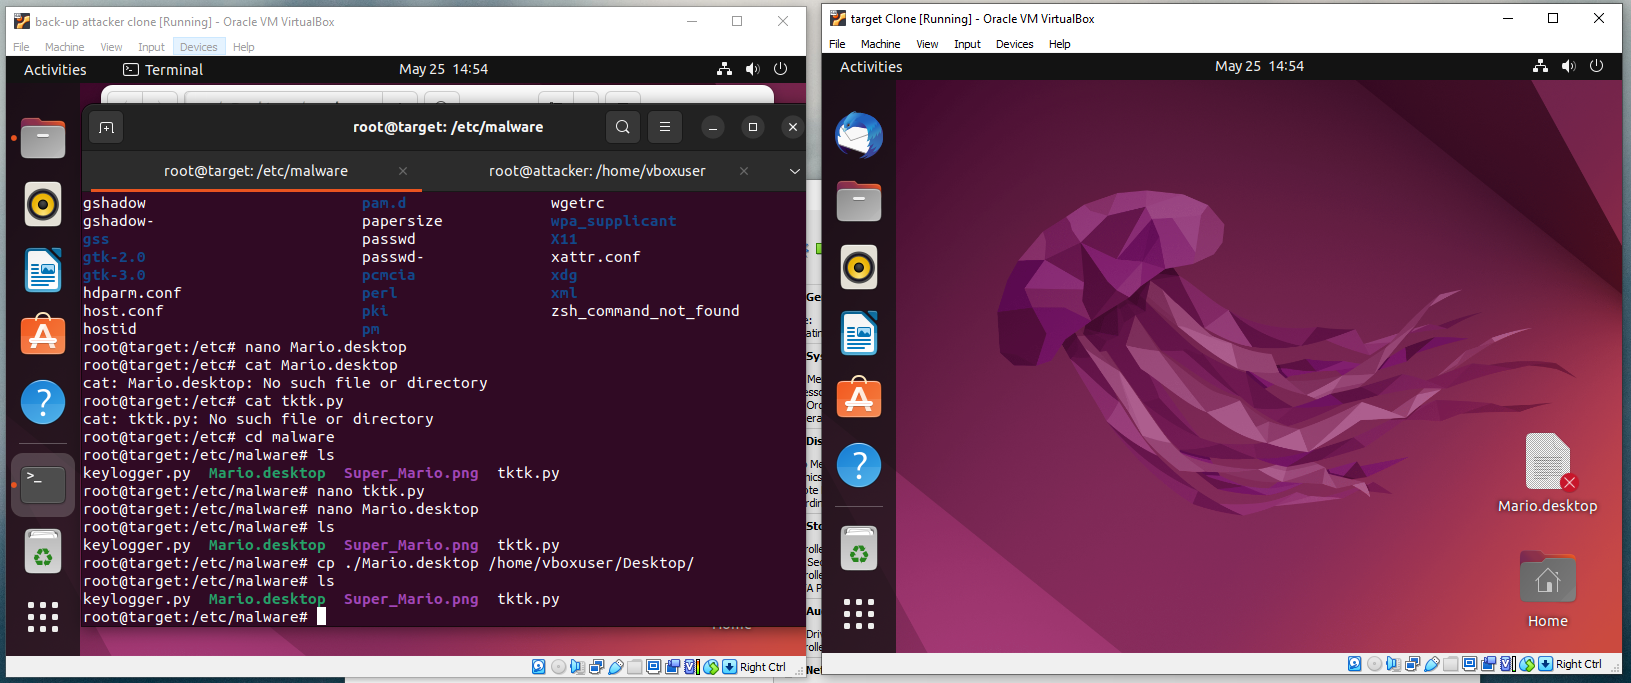 back-up attacker clone [Running] - Oracle VM VirtualBox
File Machine View Input Devices Help
Activities Terminal May 25 14:54
root@target: /etc/malware
root@target: /etc/malware root@attacker: /home/vboxuser
gshadow pam.d wgetrc
gshadow- papersize wpa_supplicant
gss passwd X11
gtk-2.0 passwd- xattr.conf
gtk-3.0 pcmcia xdg
hdparm.conf perl xml
host.conf pki zsh_command_not_found
hostid pm
root@target:/etc# nano Mario.desktop
root@target:/etc# cat Mario.desktop
cat: Mario.desktop: No such file or directory
root@target:/etc# cat tktk.py
cat: tktk.py: No such file or directory
root@target:/etc# cd malware
root@target:/etc/malware# ls
keylogger.py Mario.desktop Super_Mario.png tktk.py
root@target:/etc/malware# nano tktk.py
root@target:/etc/malware# nano Mario.desktop
root@target:/etc/malware# ls
keylogger.py Mario.desktop Super_Mario.png tktk.py
root@target:/etc/malware# cp ./Mario.desktop /home/vboxuser/Desktop/
root@target:/etc/malware# ls
keylogger.py Mario.desktop Super_Mario.png tktk.py
root@target:/etc/malware#
Home
Right Ctrl
target Clone [Running] - Oracle VM VirtualBox
File Machine View Input Devices Help
Activities May 25 14:54
Mario.desktop
Home
Right Ctrl